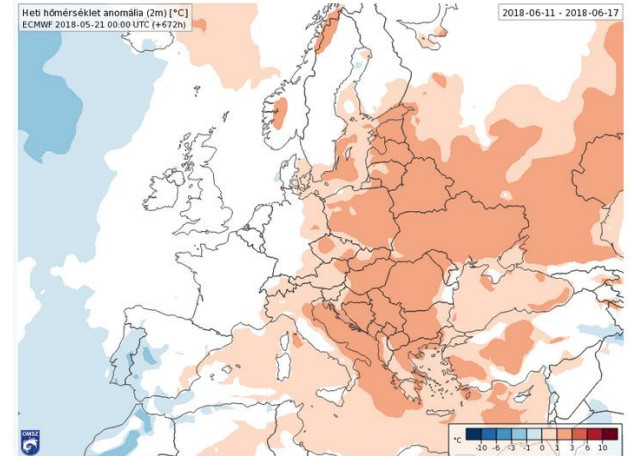 Heti hőmérséklet anomália (2m) [°C]
ECMWF 2018-05-21 00:00 UTC (+672h)
2018-06-11 - 2018-06-17
°C
-10 -6 -3 -1 0 1 3 6 10
OMSZ